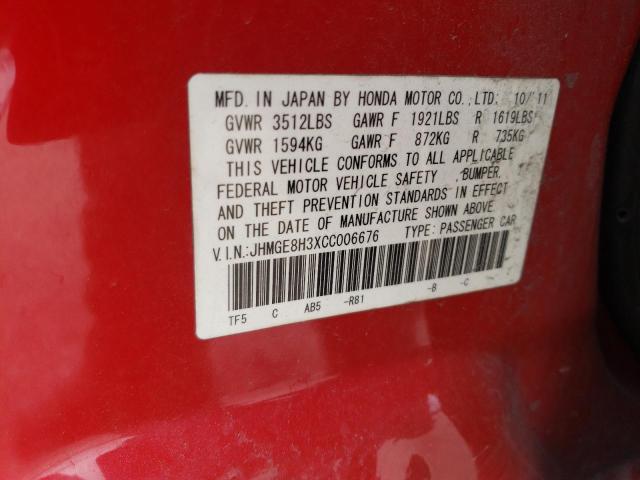 MFD. IN JAPAN BY HONDA MOTOR CO., LTD. 10/'11
GVWR 3512LBS GAWR F 1921LBS R 1619LBS
GVWR 1594KG GAWR F 872KG R 735KG
THIS VEHICLE CONFORMS TO ALL APPLICABLE
FEDERAL MOTOR VEHICLE SAFETY, BUMPER,
AND THEFT PREVENTION STANDARDS IN EFFECT
ON THE DATE OF MANUFACTURE SHOWN ABOVE
V.I.N.:JHMGE8H3XCC006676 TYPE: PASSENGER CAR
TF5 C AB5 -R81 -B -C